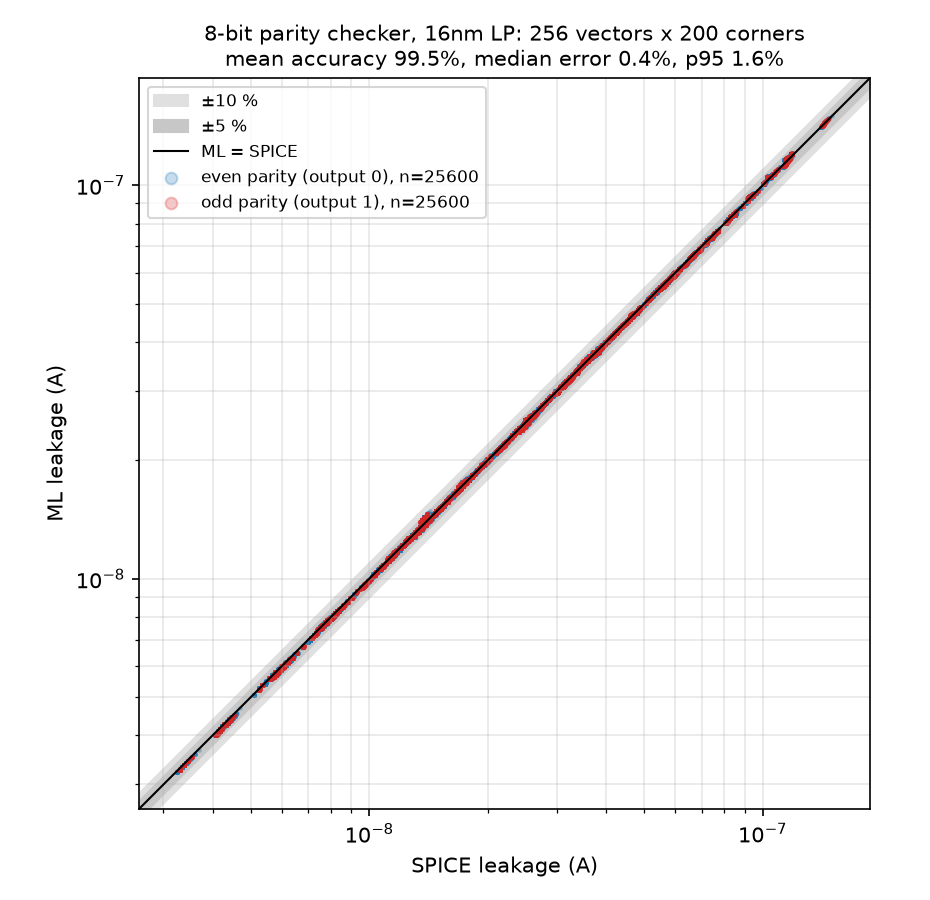 8-bit parity checker, 16nm LP: 256 vectors x 200 corners
mean accuracy 99.5%, median error 0.4%, p95 1.6%
±10 %
±5 %
ML = SPICE
even parity (output 0), n=25600
odd parity (output 1), n=25600
10⁻⁷
10⁻⁸
ML leakage (A)
10⁻⁸
10⁻⁷
SPICE leakage (A)